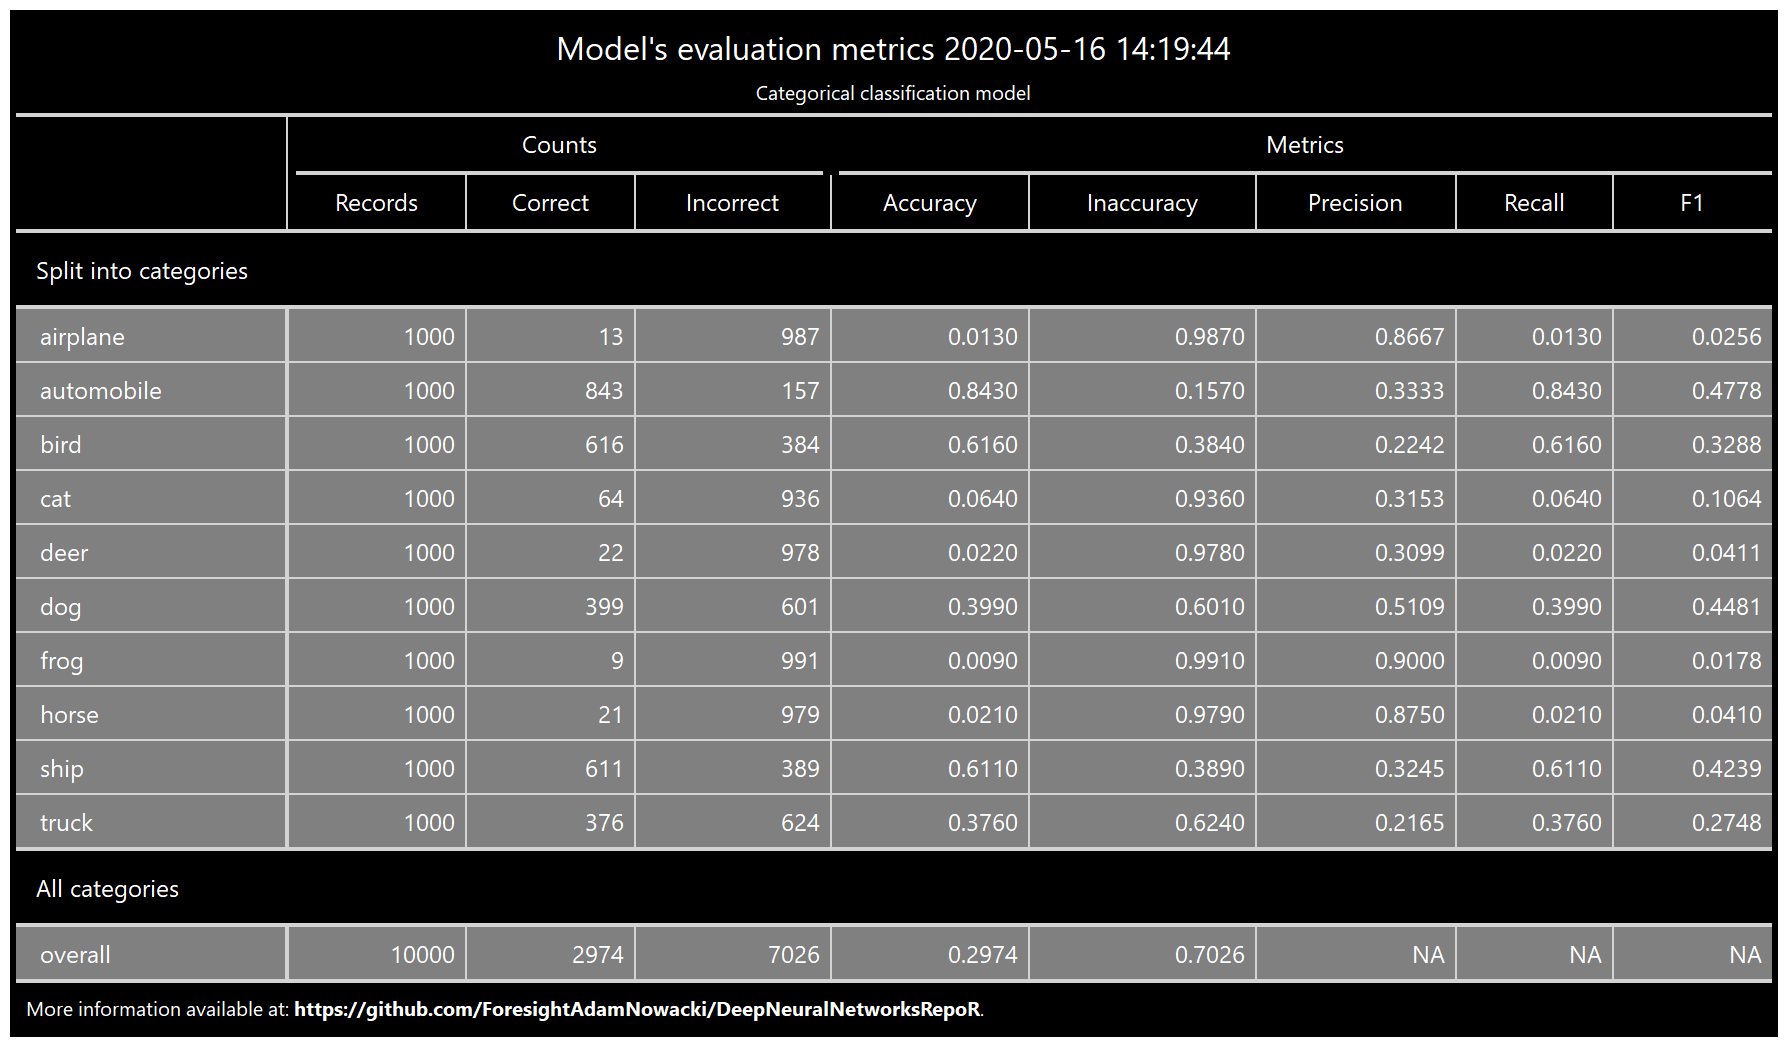 Model's evaluation metrics 2020-05-16 14:19:44
Categorical classification model
Counts Metrics
Records Correct Incorrect Accuracy Inaccuracy Precision Recall F1
Split into categories
airplane 1000 13 987 0.0130 0.9870 0.8667 0.0130 0.0256
automobile 1000 843 157 0.8430 0.1570 0.3333 0.8430 0.4778
bird 1000 616 384 0.6160 0.3840 0.2242 0.6160 0.3288
cat 1000 64 936 0.0640 0.9360 0.3153 0.0640 0.1064
deer 1000 22 978 0.0220 0.9780 0.3099 0.0220 0.0411
dog 1000 399 601 0.3990 0.6010 0.5109 0.3990 0.4481
frog 1000 9 991 0.0090 0.9910 0.9000 0.0090 0.0178
horse 1000 21 979 0.0210 0.9790 0.8750 0.0210 0.0410
ship 1000 611 389 0.6110 0.3890 0.3245 0.6110 0.4239
truck 1000 376 624 0.3760 0.6240 0.2165 0.3760 0.2748
All categories
overall 10000 2974 7026 0.2974 0.7026 NA NA NA
More information available at: https://github.com/ForesightAdamNowacki/DeepNeuralNetworksRepoR.